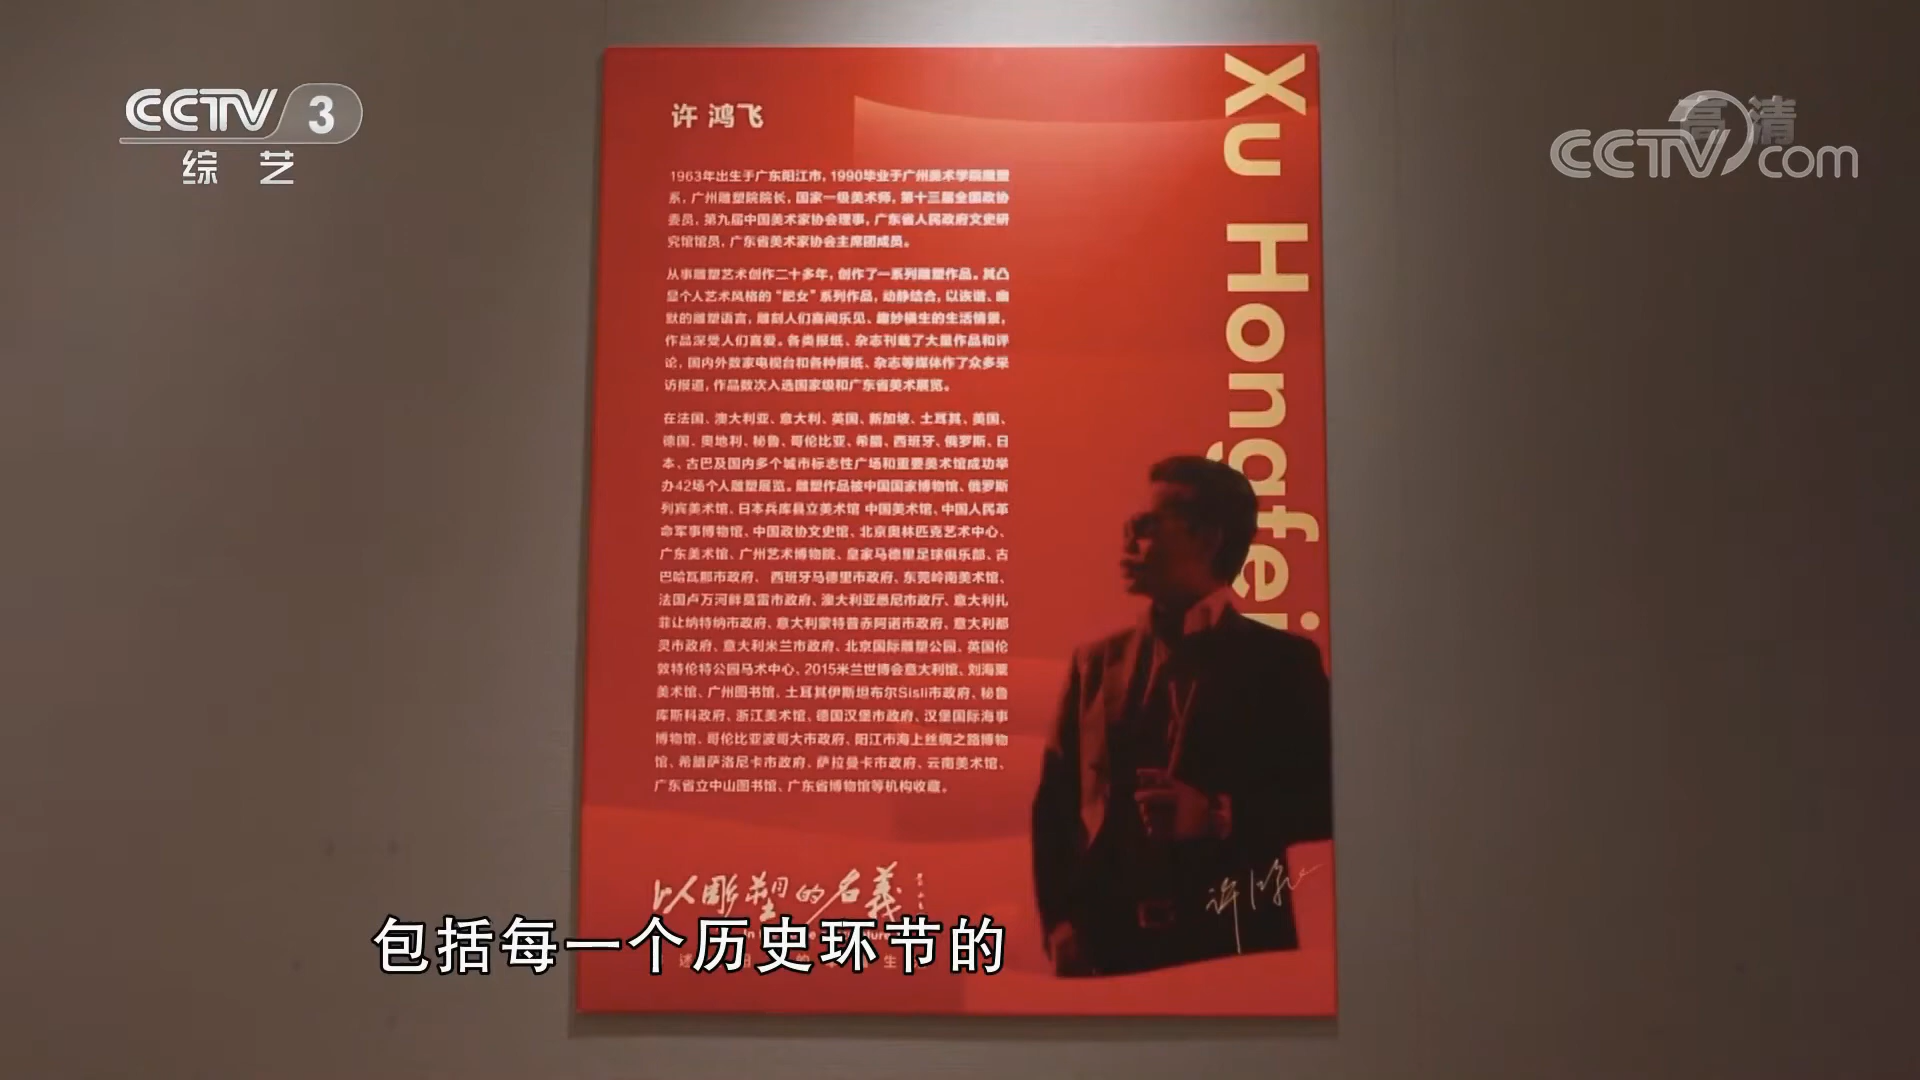 CCTV 3
综 艺
高清
CCTV.com
许 鸿飞
Xu Hongfei
1963年出生于广东阳江市，1990毕业于广州美术学院雕塑
系，广州雕塑院院长，国家一级美术师，第十三届全国政协
委员，第九届中国美术家协会理事，广东省人民政府文史研
究馆馆员，广东省美术家协会主席团成员。
从事雕塑艺术创作二十多年，创作了一系列雕塑作品。其凸
显个人艺术风格的“肥女”系列作品，动静结合，以诙谐、幽
默的雕塑语言，雕刻人们喜闻乐见、趣妙横生的生活情景，
作品深受人们喜爱。各类报纸、杂志刊载了大量作品和评
论，国内外数家电视台和各种报纸、杂志等媒体作了众多采
访报道，作品数次入选国家级和广东省美术展览。
在法国、澳大利亚、意大利、英国、新加坡、土耳其、美国、
德国、奥地利、秘鲁、哥伦比亚、希腊、西班牙、俄罗斯、日
本、古巴及国内多个城市标志性广场和重要美术馆成功举
办42场个人雕塑展览。雕塑作品被中国国家博物馆、俄罗斯
列宾美术馆、日本兵库县立美术馆 中国美术馆、中国人民革
命军事博物馆、中国政协文史馆、北京奥林匹克艺术中心、
广东美术馆、广州艺术博物院、皇家马德里足球俱乐部、古
巴哈瓦那市政府、 西班牙马德里市政府、东莞岭南美术馆、
法国卢万河畔莫雷市政府、澳大利亚悉尼市政厅、意大利扎
菲让纳特纳市政府、意大利蒙特普赤阿诺市政府、意大利都
灵市政府、意大利米兰市政府、北京国际雕塑公园、英国伦
敦特伦特公园马术中心、2015米兰世博会意大利馆、刘海粟
美术馆、广州图书馆、土耳其伊斯坦布尔Sisli市政府、秘鲁
库斯科政府、浙江美术馆、德国汉堡市政府、汉堡国际海事
博物馆、哥伦比亚波哥大市政府、阳江市海上丝绸之路博物
馆、希腊萨洛尼卡市政府、萨拉曼卡市政府、云南美术馆、
广东省立中山图书馆、广东省博物馆等机构收藏。
以雕塑的名義
许鸿飞
包括每一个历史环节的